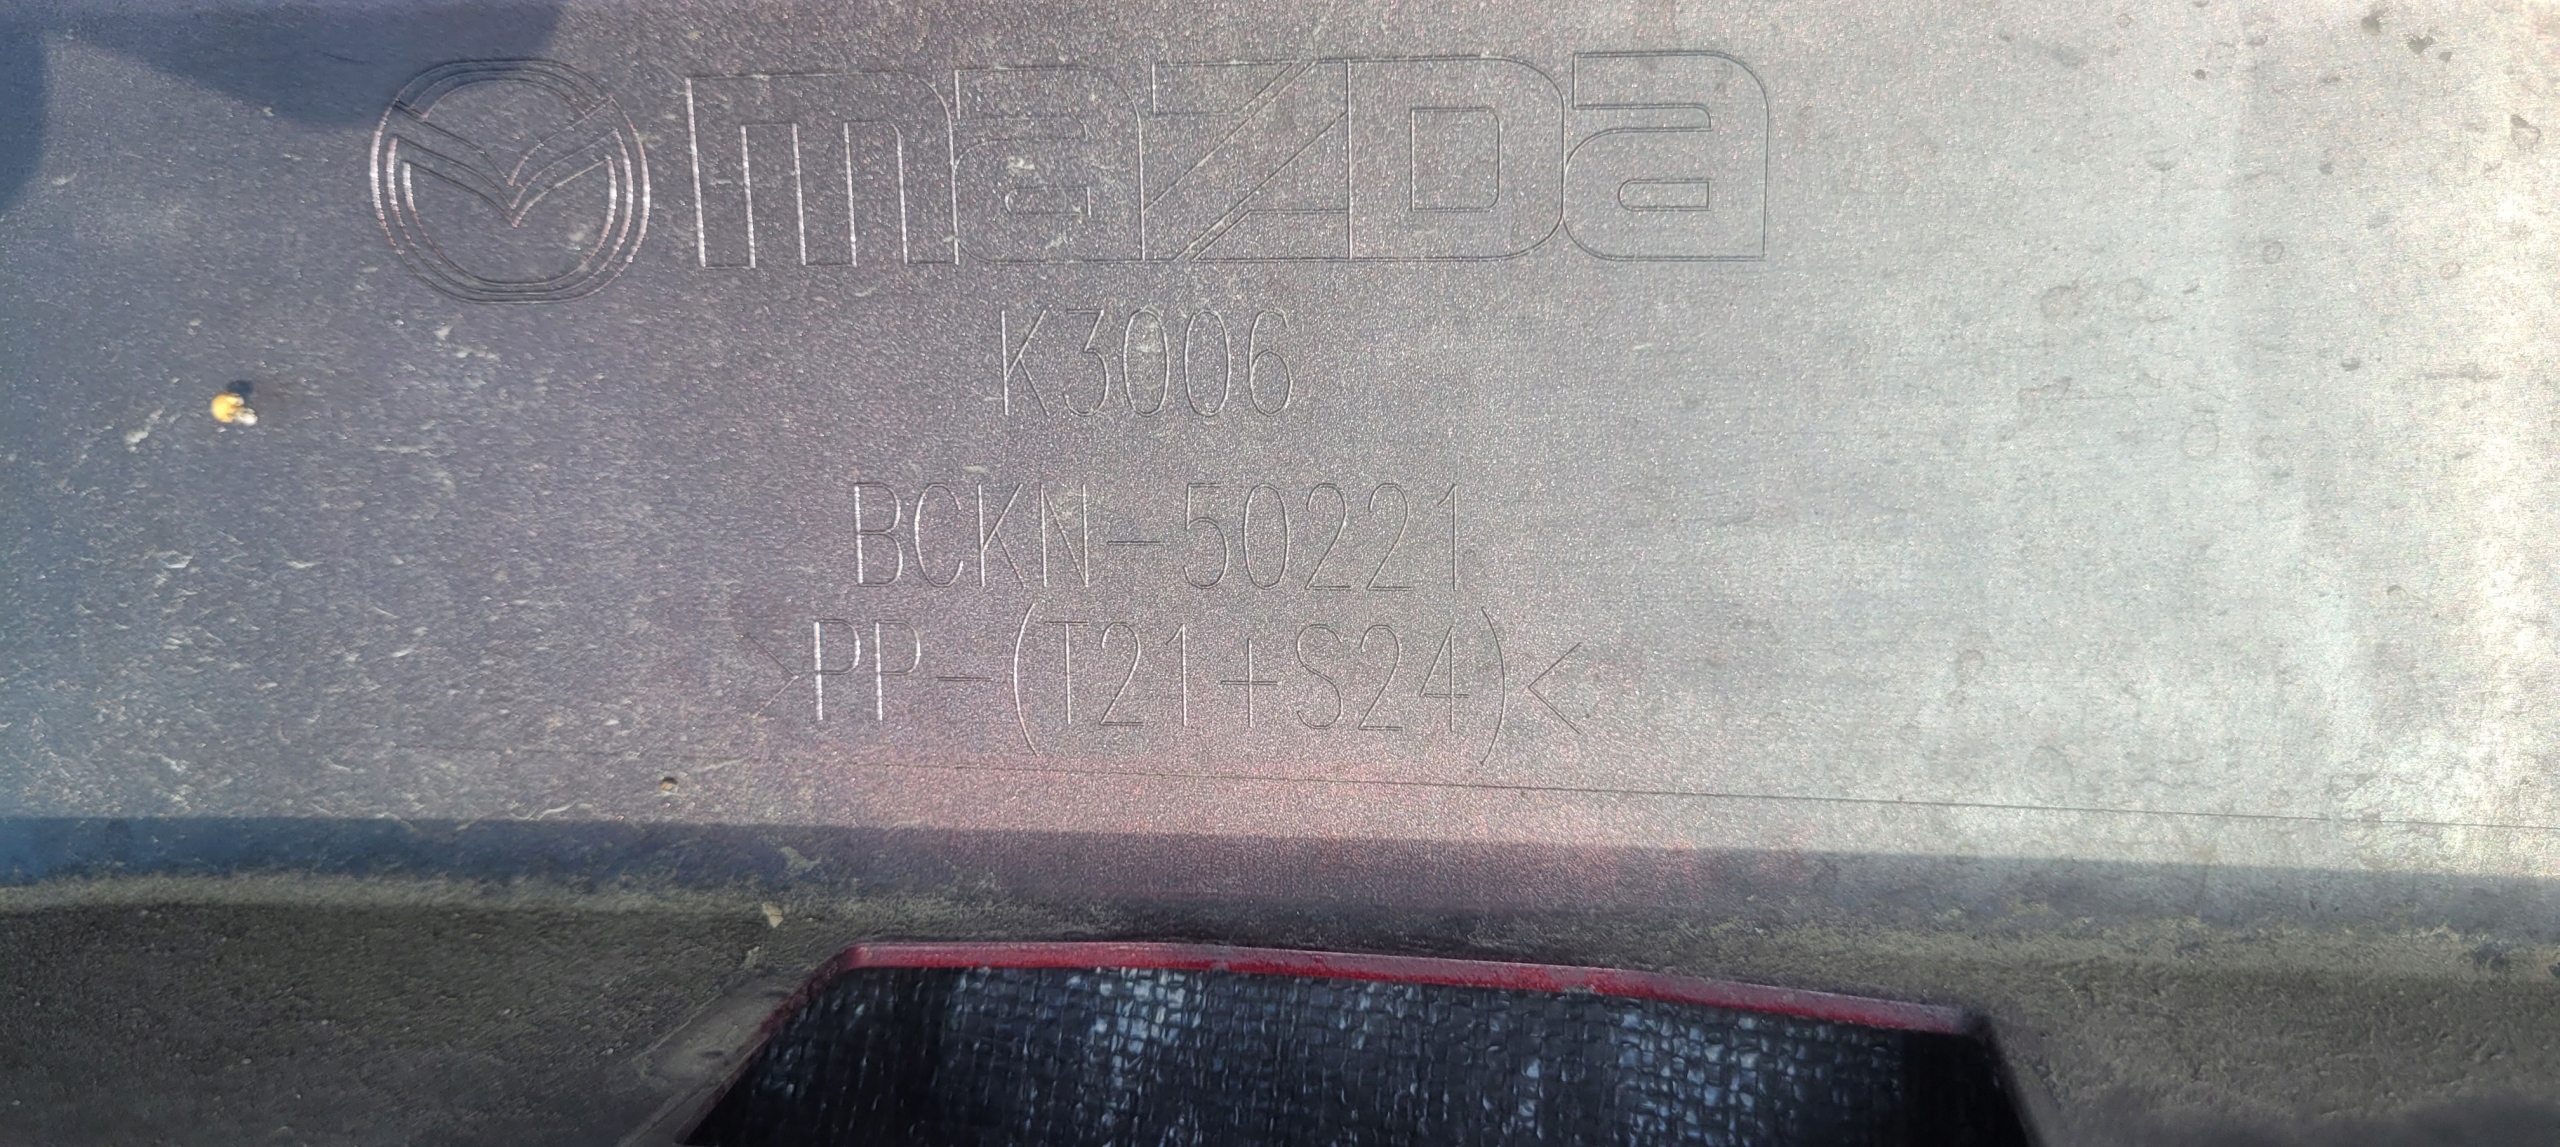 mazda
K3006
BCKN-50221
>PP-(T21+S24)<